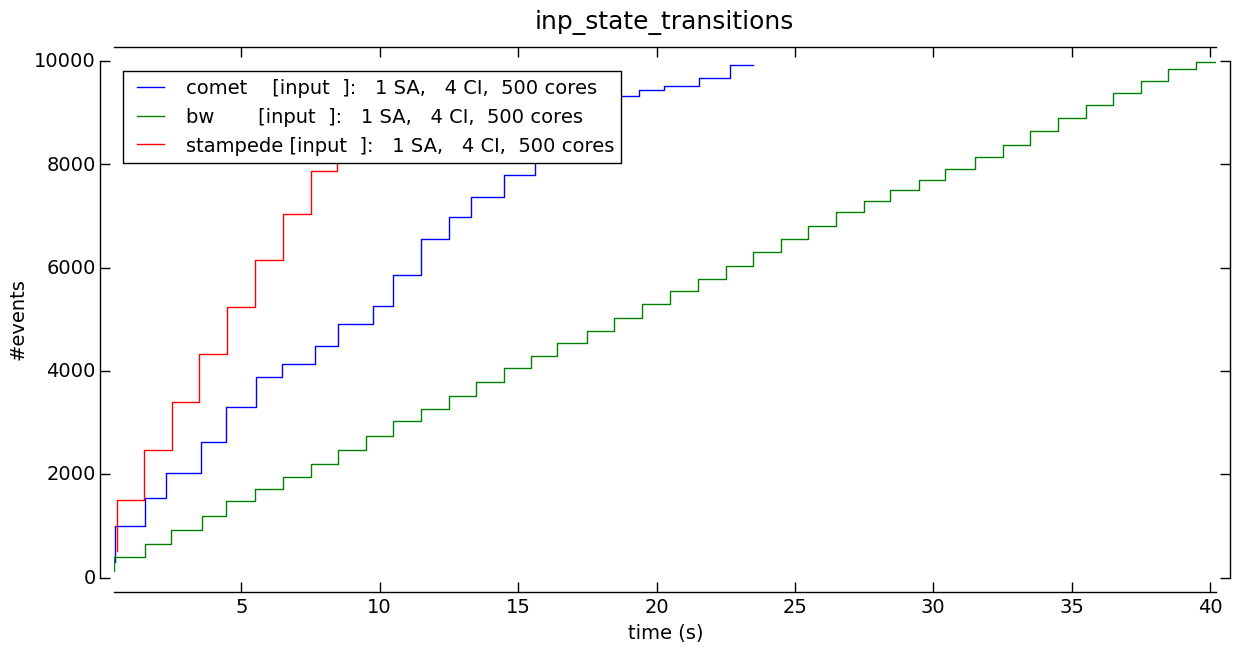 inp_state_transitions
10000
8000
6000
4000
2000
0
#events
comet [input ]: 1 SA, 4 CI, 500 cores
bw [input ]: 1 SA, 4 CI, 500 cores
stampede [input ]: 1 SA, 4 CI, 500 cores
5 10 15 20 25 30 35 40
time (s)